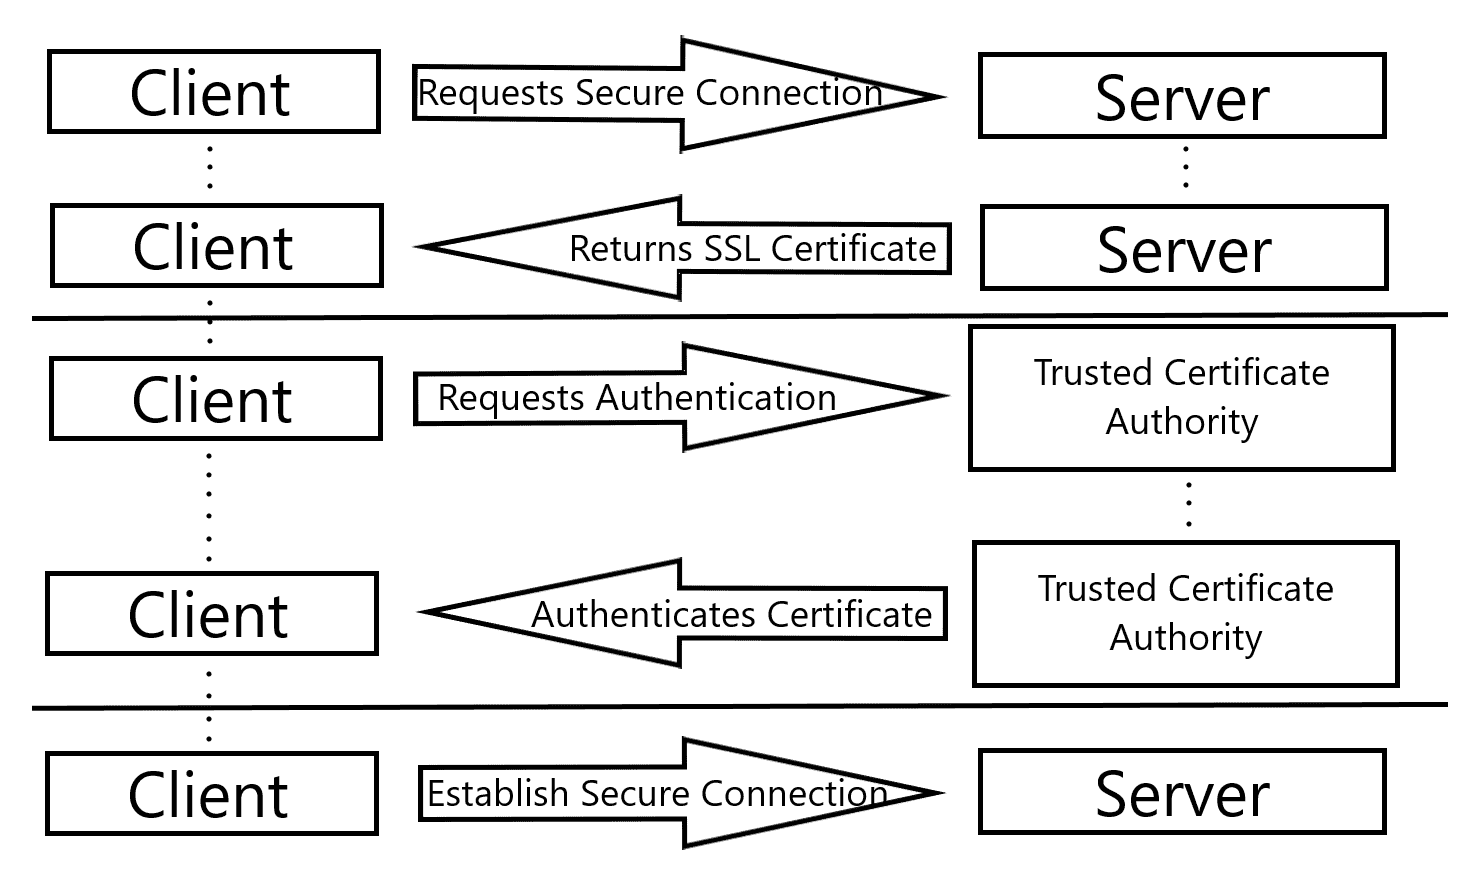 Client
Requests Secure Connection
Server
Client
Returns SSL Certificate
Server
Client
Requests Authentication
Trusted Certificate
Authority
Client
Authenticates Certificate
Trusted Certificate
Authority
Client
Establish Secure Connection
Server